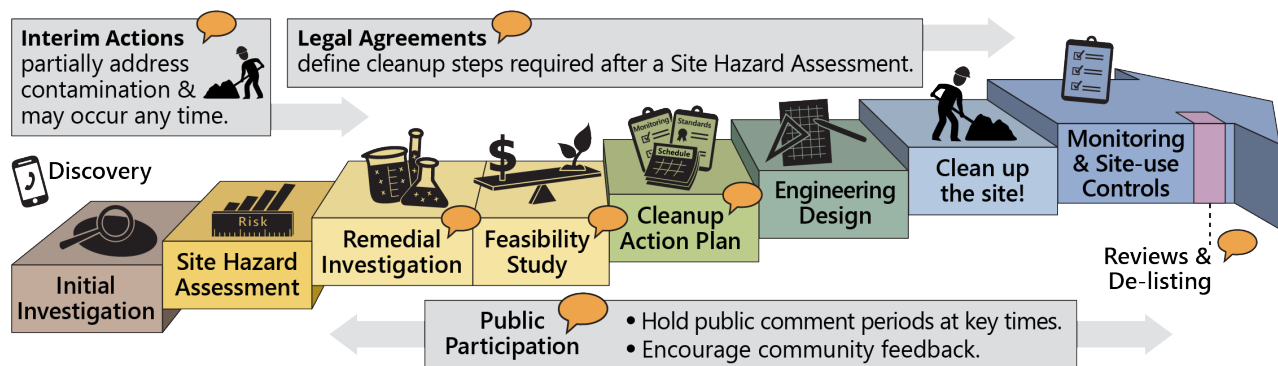 Interim Actions
partially address
contamination &
may occur any time.
Legal Agreements
define cleanup steps required after a Site Hazard Assessment.
Discovery
Initial
Investigation
Risk
Site Hazard
Assessment
Remedial
Investigation
$
Feasibility
Study
Monitoring
Standards
Schedule
Cleanup
Action Plan
Engineering
Design
Clean up
the site!
Monitoring
& Site-use
Controls
Reviews &
De-listing
Public
Participation
• Hold public comment periods at key times.
• Encourage community feedback.